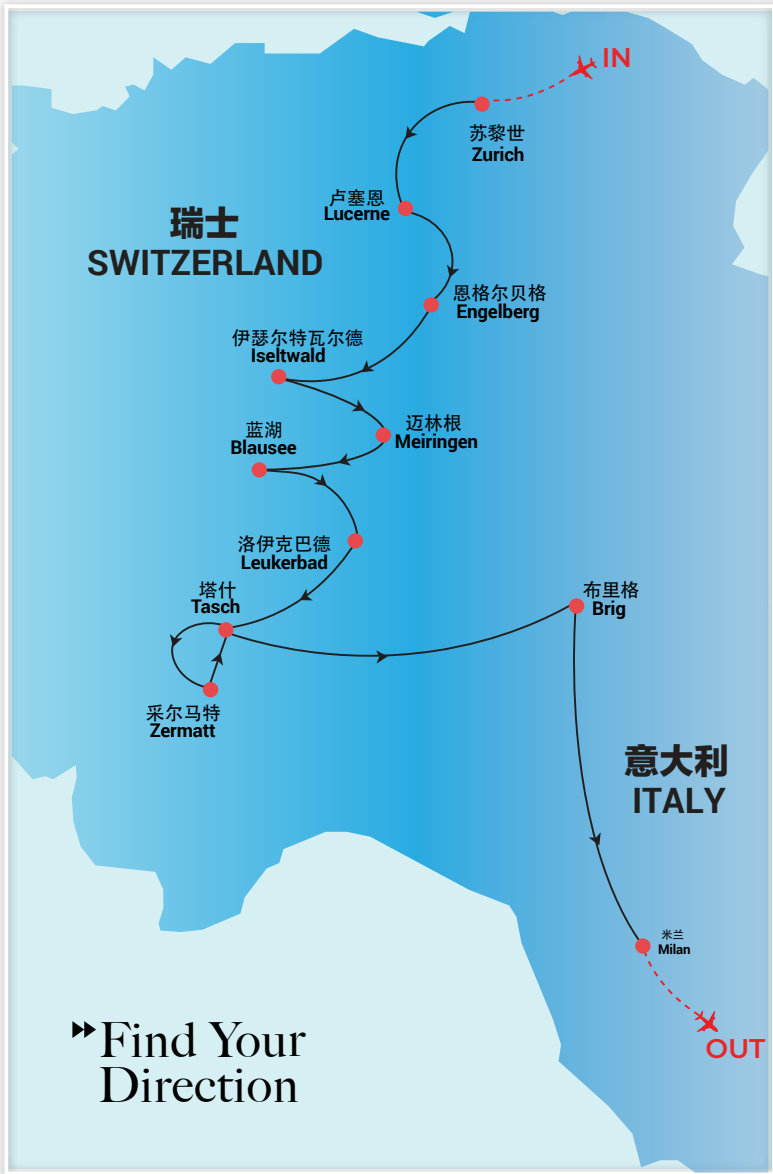 IN
苏黎世
Zurich
卢塞恩
Lucerne
瑞士
SWITZERLAND
恩格尔贝格
Engelberg
伊瑟尔特瓦尔德
Iseltwald
迈林根
Meiringen
蓝湖
Blausee
洛伊克巴德
Leukerbad
塔什
Tasch
布里格
Brig
采尔马特
Zermatt
意大利
ITALY
米兰
Milan
Find Your
Direction
OUT